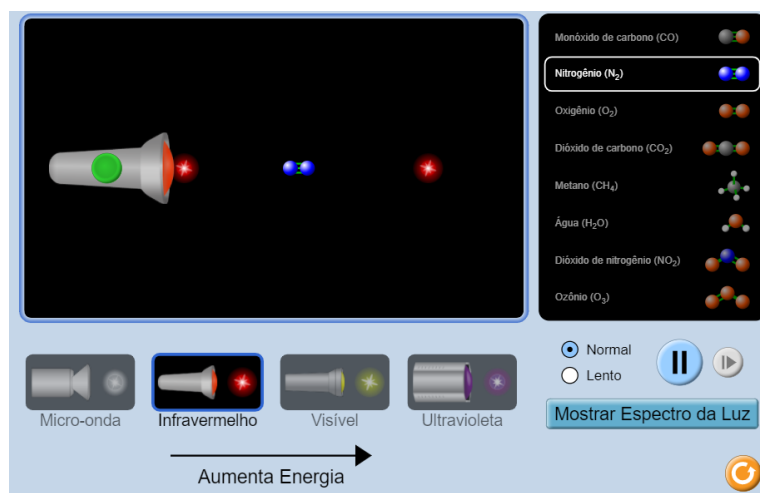 Monóxido de carbono (CO)
Nitrogênio (N₂)
Oxigênio (O₂)
Dióxido de carbono (CO₂)
Metano (CH₄)
Água (H₂O)
Dióxido de nitrogênio (NO₂)
Ozônio (O₃)
Normal
Lento
Mostrar Espectro da Luz
Micro-onda
Infravermelho
Visível
Ultravioleta
Aumenta Energia